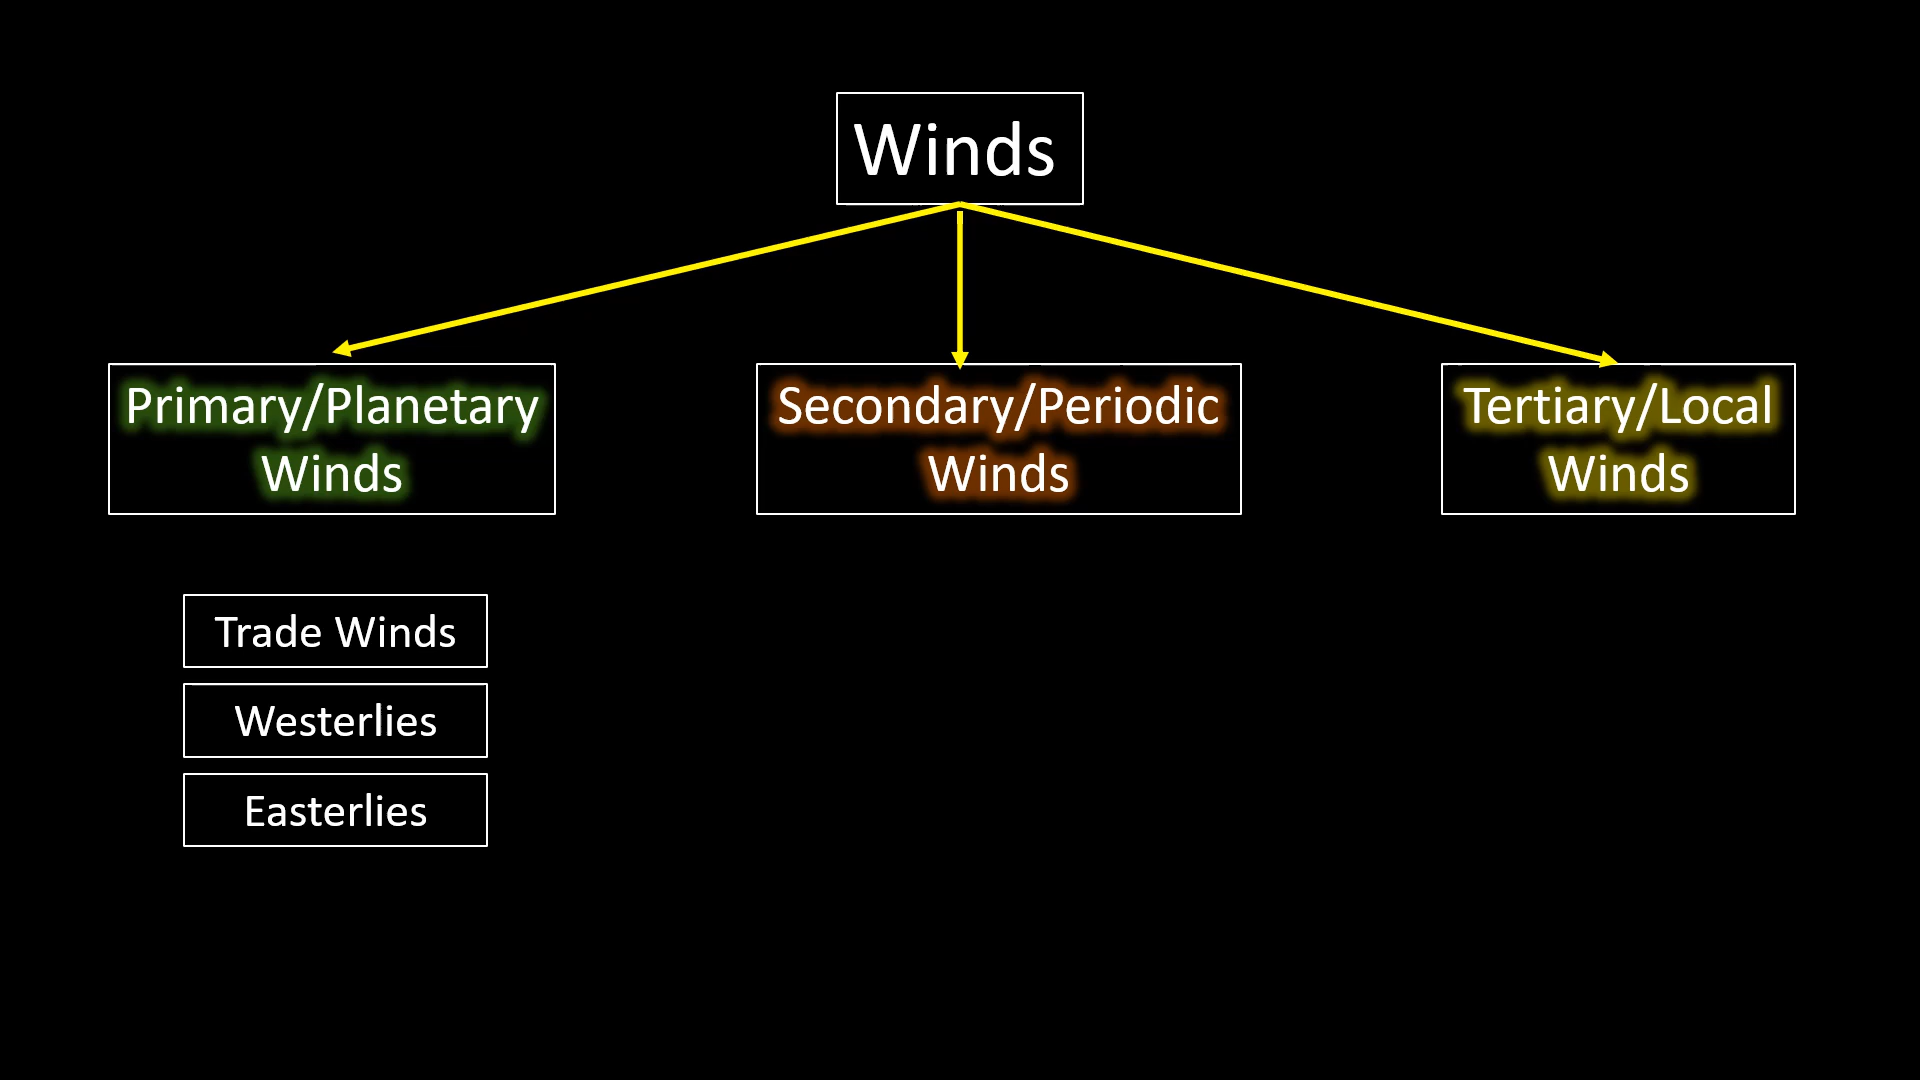 Winds
Primary/Planetary
Winds
Secondary/Periodic
Winds
Tertiary/Local
Winds
Trade Winds
Westerlies
Easterlies